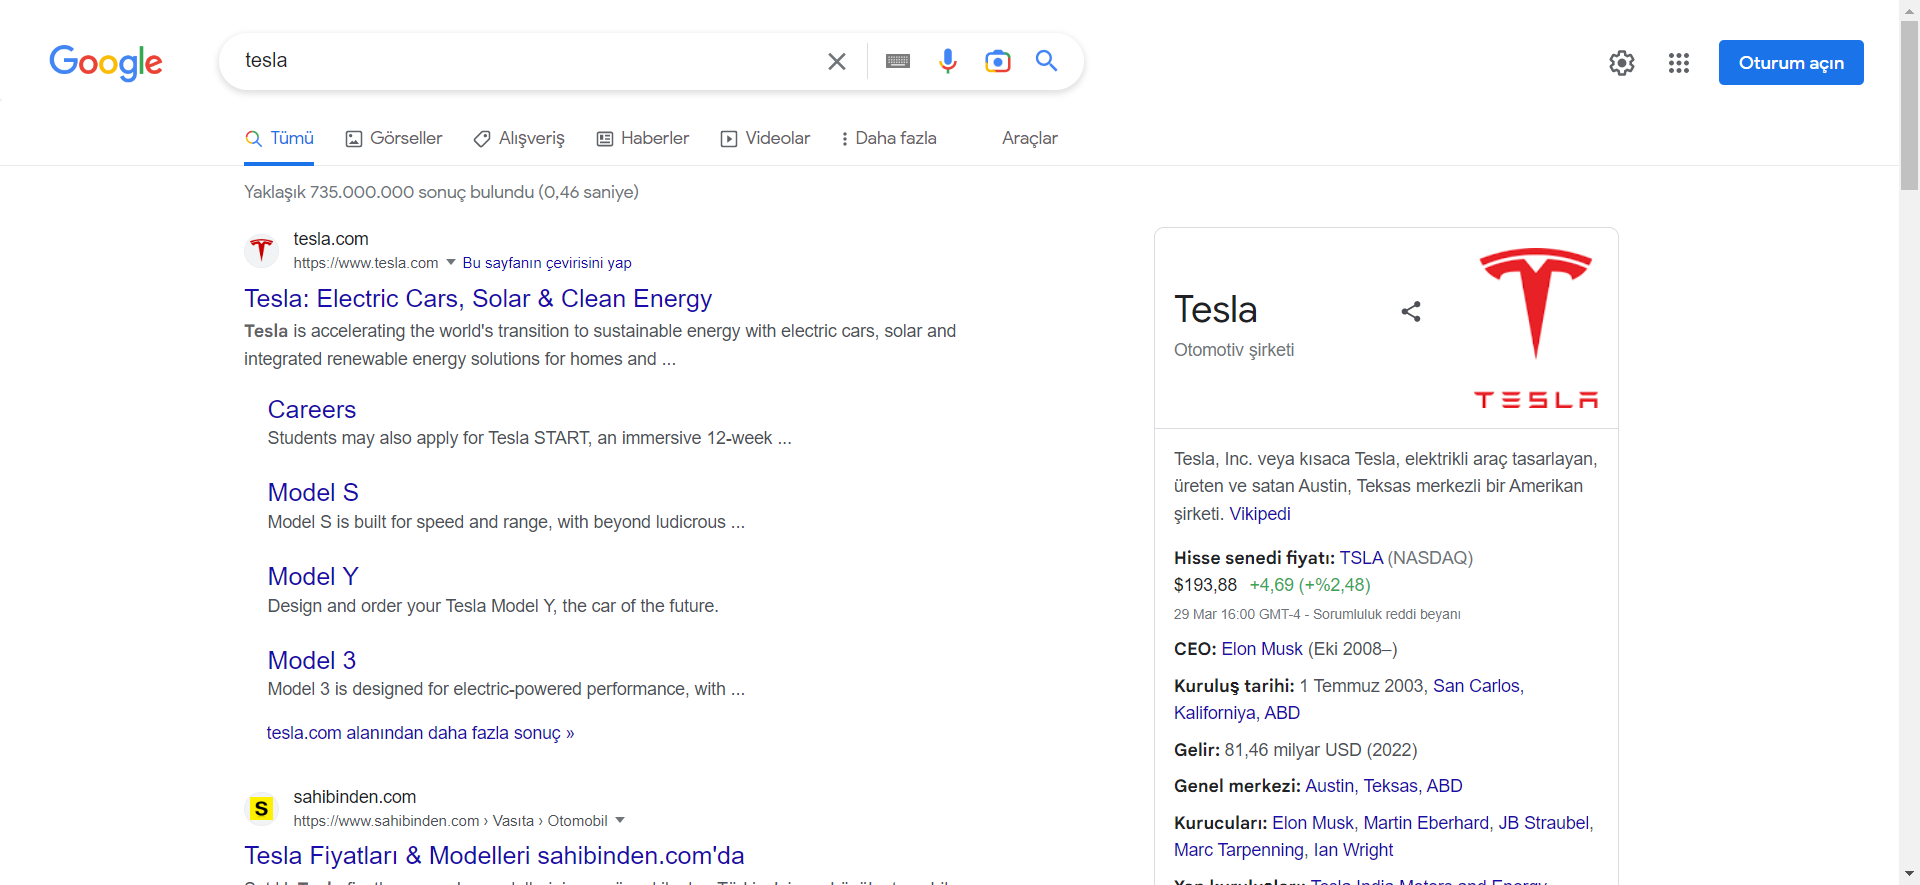 Google
tesla
Oturum açın
Tümü
Görseller
Alışveriş
Haberler
Videolar
Daha fazla
Araçlar
Yaklaşık 735.000.000 sonuç bulundu (0,46 saniye)
tesla.com
https://www.tesla.com Bu sayfanın çevirisini yap
Tesla: Electric Cars, Solar & Clean Energy
Tesla is accelerating the world's transition to sustainable energy with electric cars, solar and
integrated renewable energy solutions for homes and ...
Careers
Students may also apply for Tesla START, an immersive 12-week ...
Model S
Model S is built for speed and range, with beyond ludicrous ...
Model Y
Design and order your Tesla Model Y, the car of the future.
Model 3
Model 3 is designed for electric-powered performance, with ...
tesla.com alanından daha fazla sonuç »
S
sahibinden.com
https://www.sahibinden.com › Vasıta › Otomobil
Tesla Fiyatları & Modelleri sahibinden.com'da
Tesla
Otomotiv şirketi
TESLA
Tesla, Inc. veya kısaca Tesla, elektrikli araç tasarlayan,
üreten ve satan Austin, Teksas merkezli bir Amerikan
şirketi. Vikipedi
Hisse senedi fiyatı: TSLA (NASDAQ)
$193,88 +4,69 (+%2,48)
29 Mar 16:00 GMT-4 - Sorumluluk reddi beyanı
CEO: Elon Musk (Eki 2008–)
Kuruluş tarihi: 1 Temmuz 2003, San Carlos,
Kaliforniya, ABD
Gelir: 81,46 milyar USD (2022)
Genel merkezi: Austin, Teksas, ABD
Kurucuları: Elon Musk, Martin Eberhard, JB Straubel,
Marc Tarpenning, Ian Wright
Yan kuruluşları: Tesla India Motors and Energy